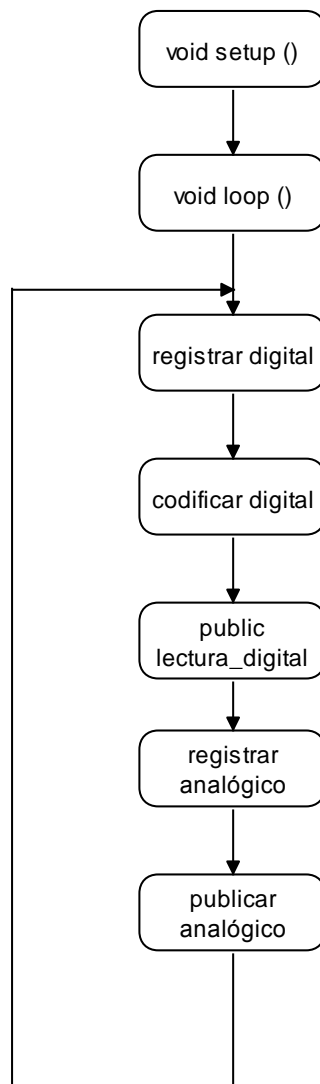 void setup ()
void loop ()
registrar digital
codificar digital
public
lectura_digital
registrar
analógico
publicar
analógico